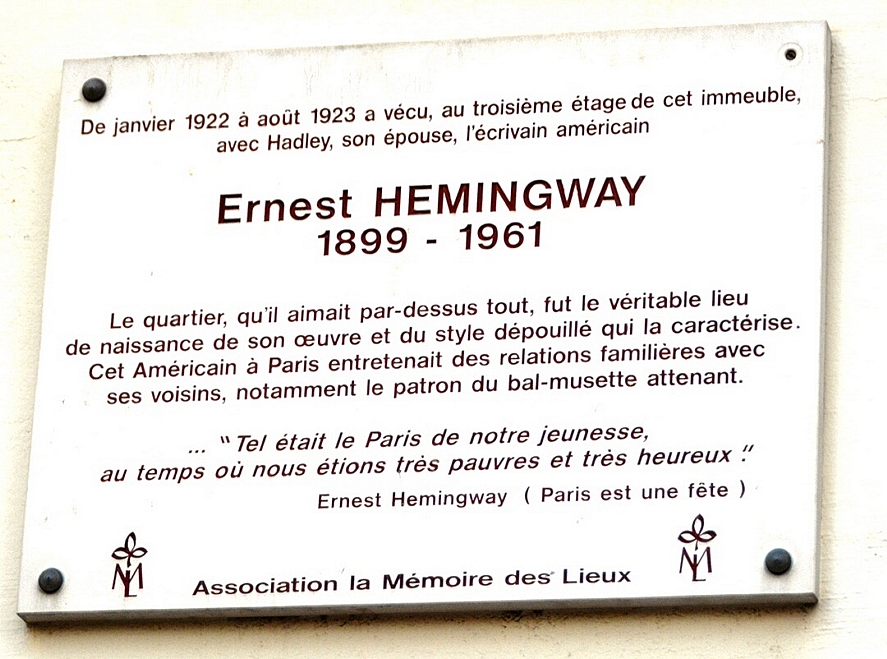 De janvier 1922 à août 1923 a vécu, au troisième étage de cet immeuble,
avec Hadley, son épouse, l'écrivain américain
Ernest HEMINGWAY
1899 - 1961
Le quartier, qu'il aimait par-dessus tout, fut le véritable lieu
de naissance de son œuvre et du style dépouillé qui la caractérise.
Cet Américain à Paris entretenait des relations familières avec
ses voisins, notamment le patron du bal-musette attenant.
... “Tel était le Paris de notre jeunesse,
au temps où nous étions très pauvres et très heureux.”
Ernest Hemingway ( Paris est une fête )
Association la Mémoire des Lieux